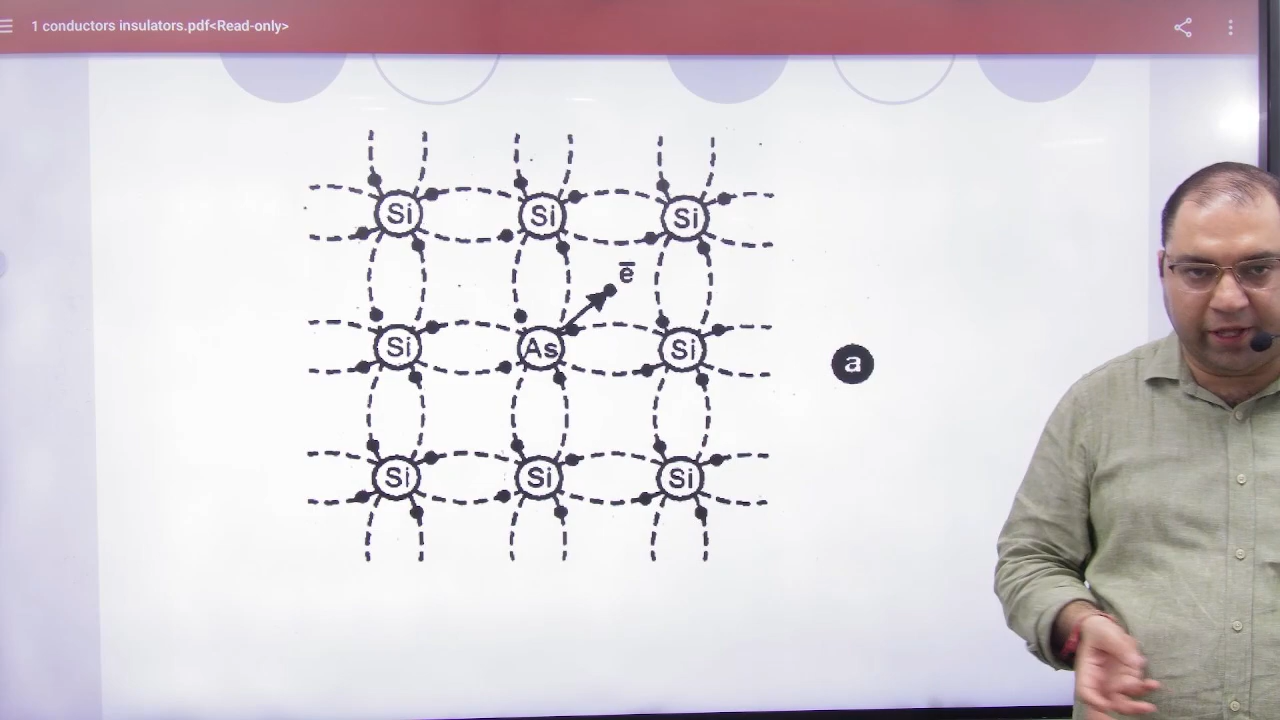 1 conductors insulators.pdf<Read-only>
Si Si Si
e̅
Si As Si
a
Si Si Si